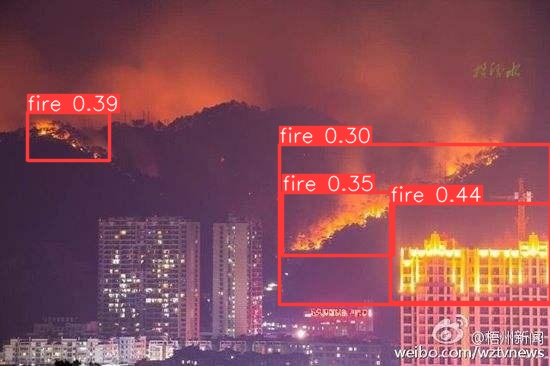 fire 0.39
fire 0.30
fire 0.35
fire 0.44
@梧州新闻
weibo.com/wztvnews